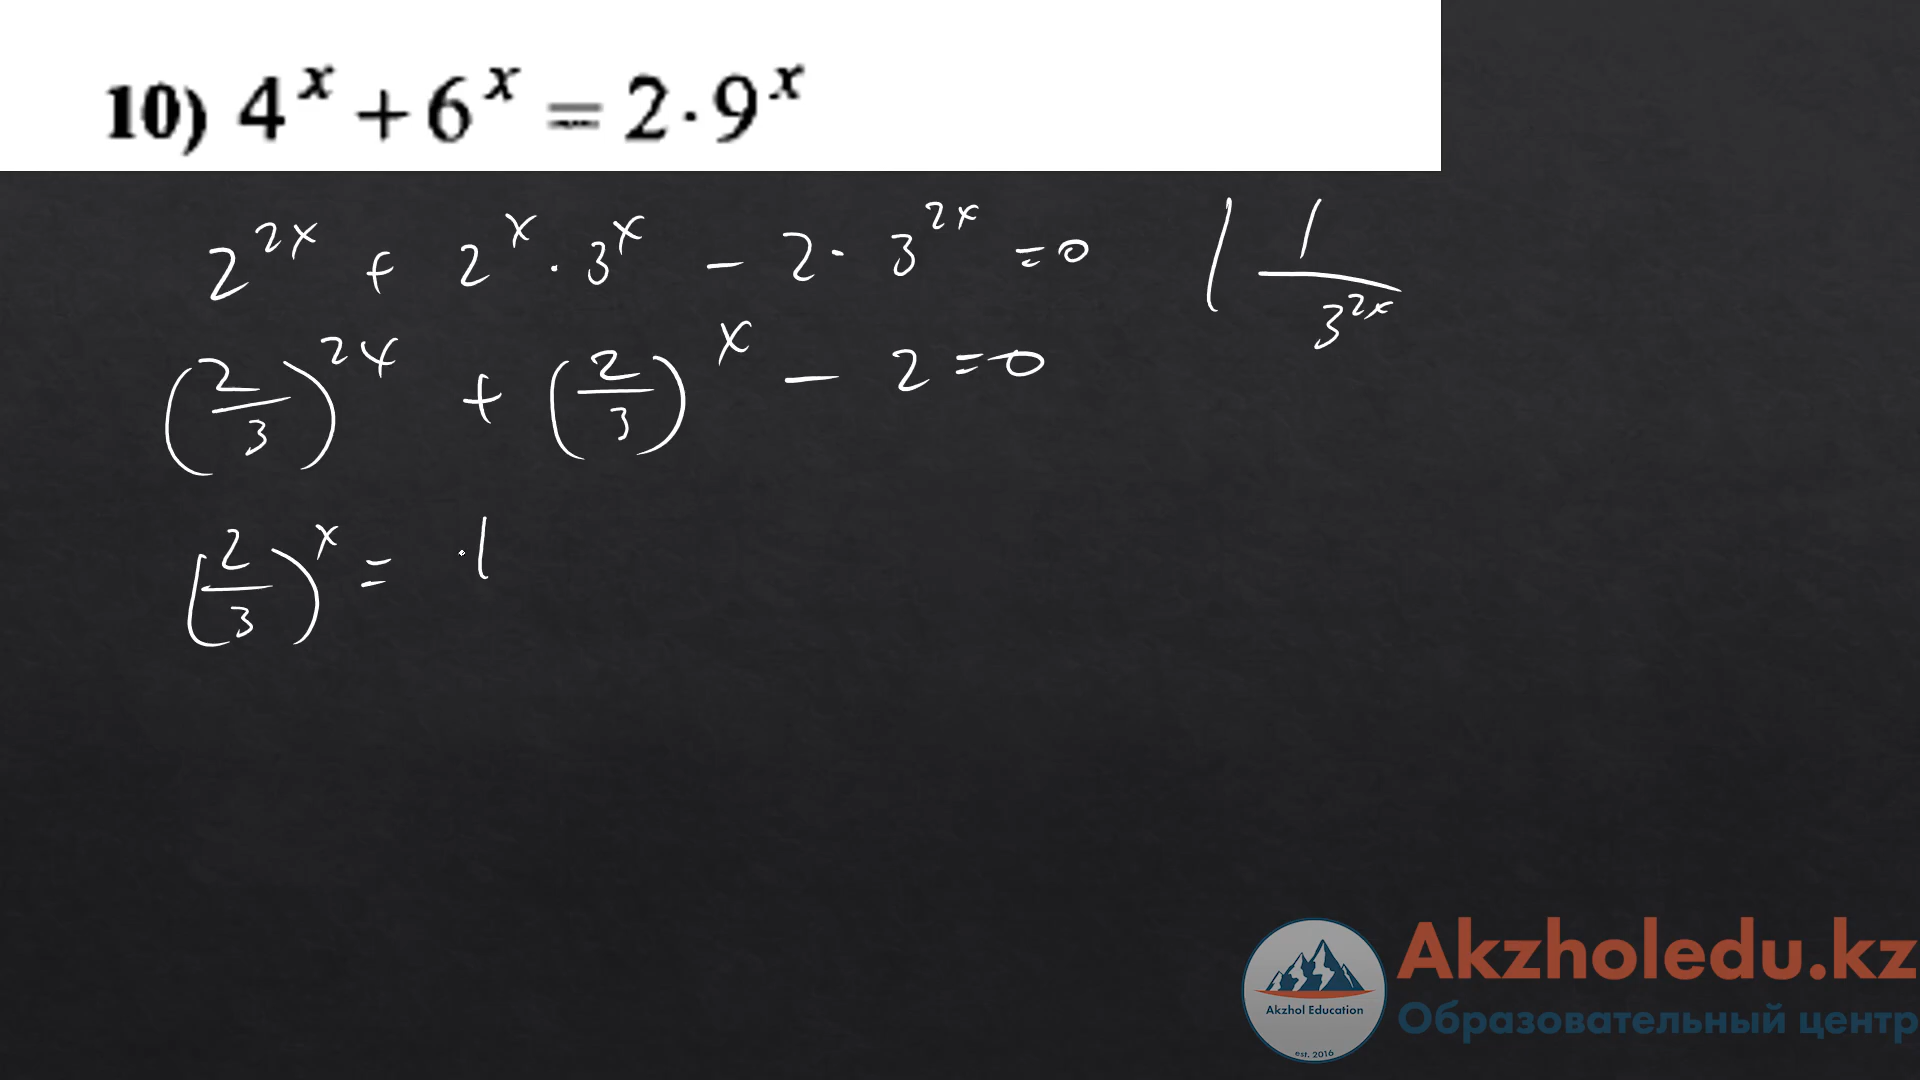 10) 4^x + 6^x = 2·9^x
2^2x + 2^x · 3^x - 2 · 3^2x = 0 | 1/3^2x
(2/3)^2x + (2/3)^x - 2 = 0
(2/3)^x = 1
Akzholedu.kz
Образовательный центр
Akzhol Education
est. 2016